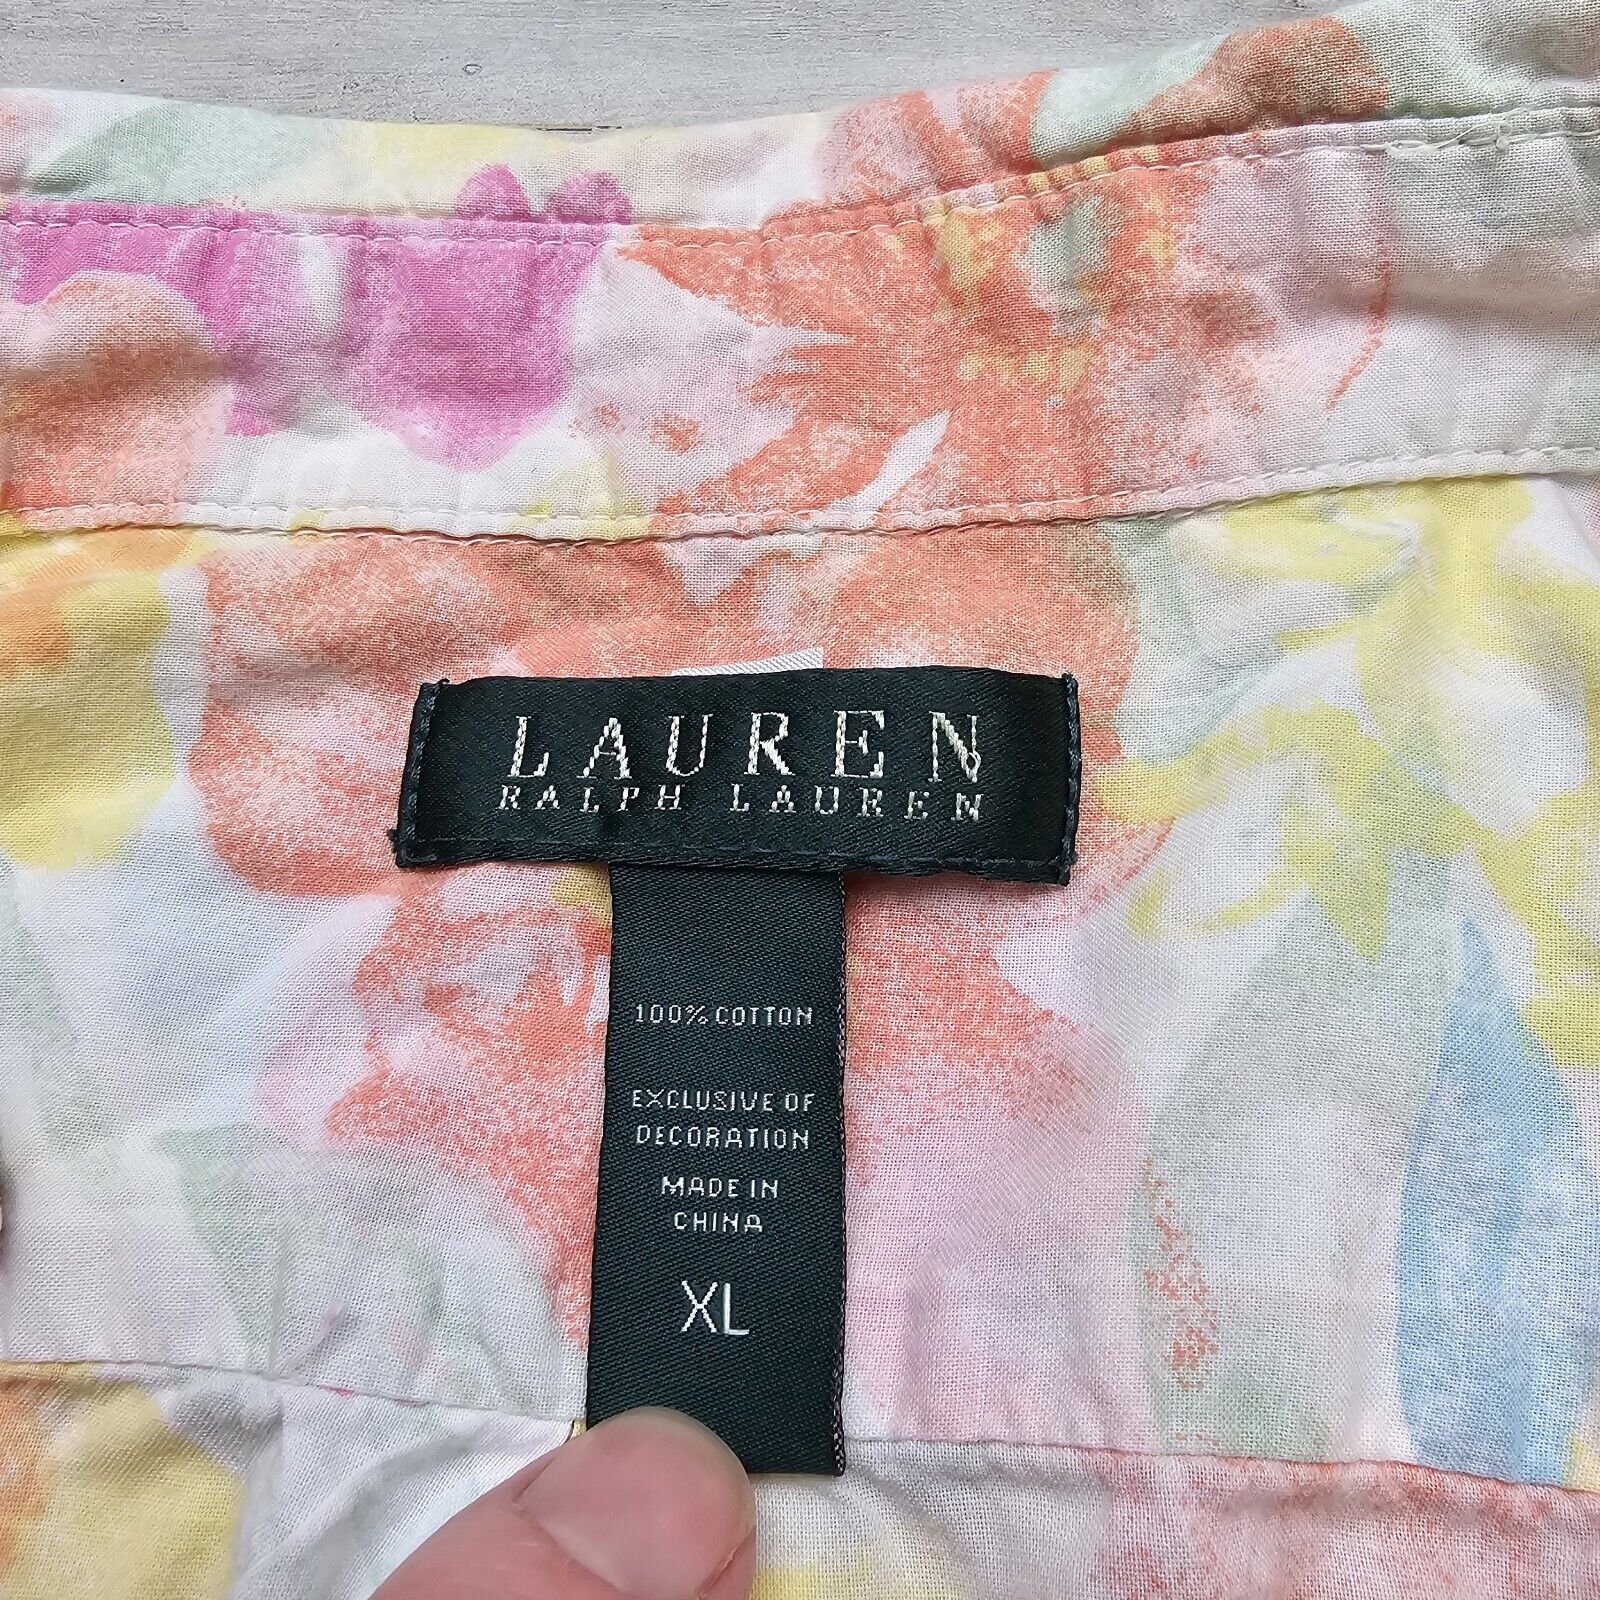 LAUREN
RALPH LAUREN
100% COTTON
EXCLUSIVE OF
DECORATION
MADE IN
CHINA
XL